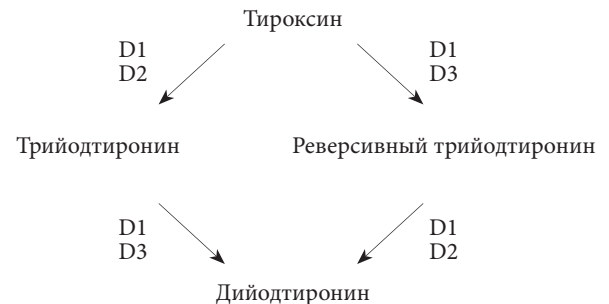 Тироксин
D1 D1
D2 D3
Трийодтиронин Реверсивный трийодтиронин
D1 D1
D3 D2
Дийодтиронин